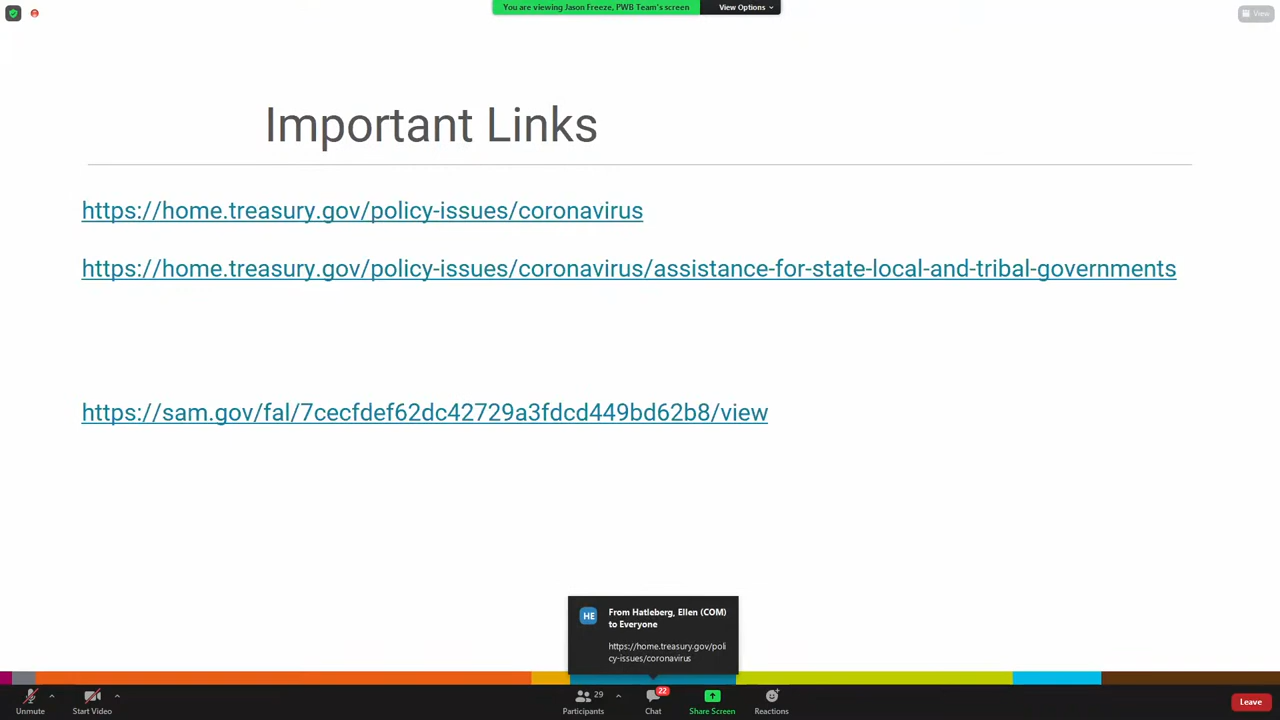 You are viewing Jason Freeze, PWB Team's screen
View Options
View
Important Links
https://home.treasury.gov/policy-issues/coronavirus
https://home.treasury.gov/policy-issues/coronavirus/assistance-for-state-local-and-tribal-governments
https://sam.gov/fal/7cecfdef62dc42729a3fdcd449bd62b8/view
HE
From Hatleberg, Ellen (COM)
to Everyone
https://home.treasury.gov/poli
cy-issues/coronavirus
29
22
Unmute
Start Video
Participants
Chat
Share Screen
Reactions
Leave